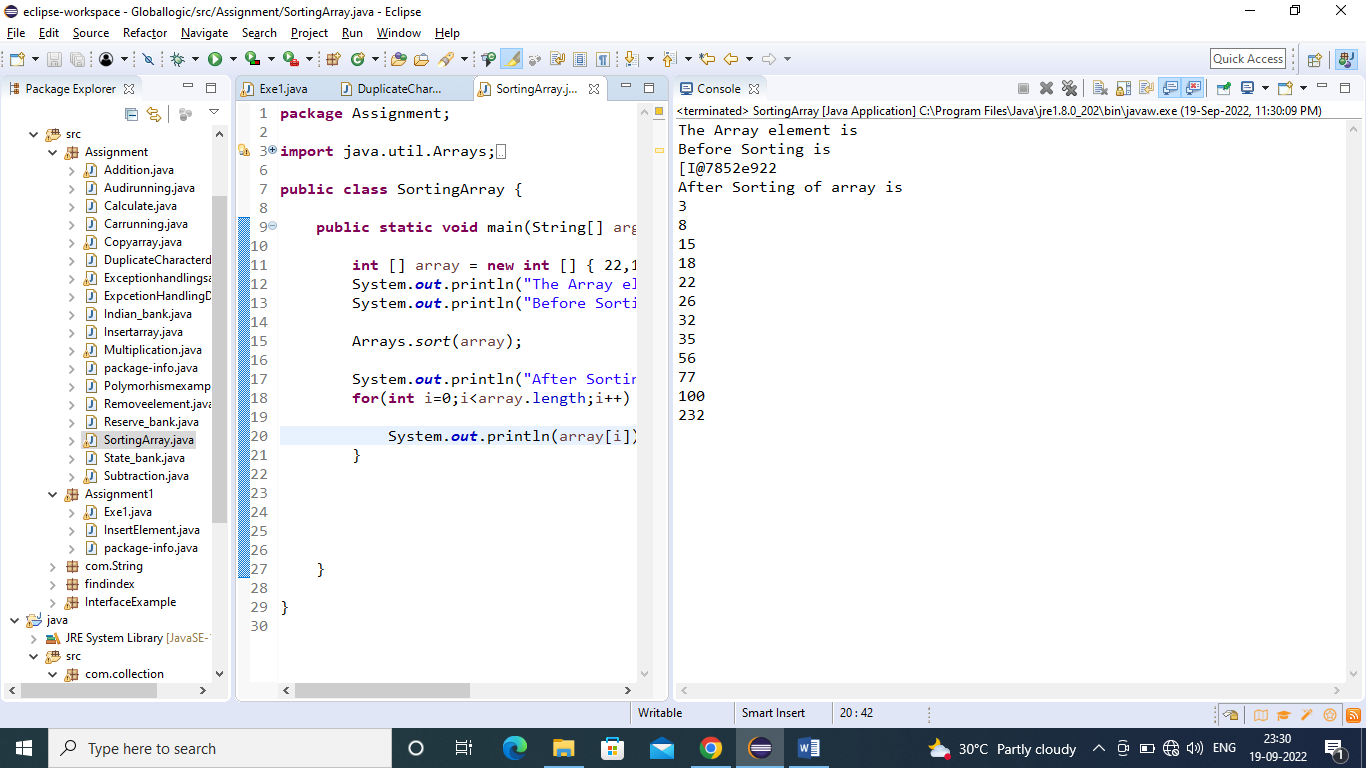 eclipse-workspace - Globallogic/src/Assignment/SortingArray.java - Eclipse
File Edit Source Refactor Navigate Search Project Run Window Help
Quick Access
Package Explorer
src
Assignment
Addition.java
Audirunning.java
Calculate.java
Carrunning.java
Copyarray.java
DuplicateCharacterd
Exceptionhandlingsa
ExpcetionHandlingD
Indian_bank.java
Insertarray.java
Multiplication.java
package-info.java
Polymorhismexamp
Removeelement.java
Reserve_bank.java
SortingArray.java
State_bank.java
Subtraction.java
Assignment1
Exe1.java
InsertElement.java
package-info.java
com.String
findindex
InterfaceExample
java
JRE System Library [JavaSE-
src
com.collection
Exe1.java DuplicateChar... SortingArray.j...
1 package Assignment;
2
3 import java.util.Arrays;
6
7 public class SortingArray {
8
9 public static void main(String[] arg
10
11 int [] array = new int [] { 22,1
12 System.out.println("The Array el
13 System.out.println("Before Sorti
14
15 Arrays.sort(array);
16
17 System.out.println("After Sortin
18 for(int i=0;i<array.length;i++)
19
20 System.out.println(array[i])
21 }
22
23
24
25
26
27 }
28
29 }
30
Console
<terminated> SortingArray [Java Application] C:\Program Files\Java\jre1.8.0_202\bin\javaw.exe (19-Sep-2022, 11:30:09 PM)
The Array element is
Before Sorting is
[I@7852e922
After Sorting of array is
3
8
15
18
22
26
32
35
56
77
100
232
Writable Smart Insert 20 : 42
Type here to search
30°C Partly cloudy
ENG
23:30
19-09-2022
1